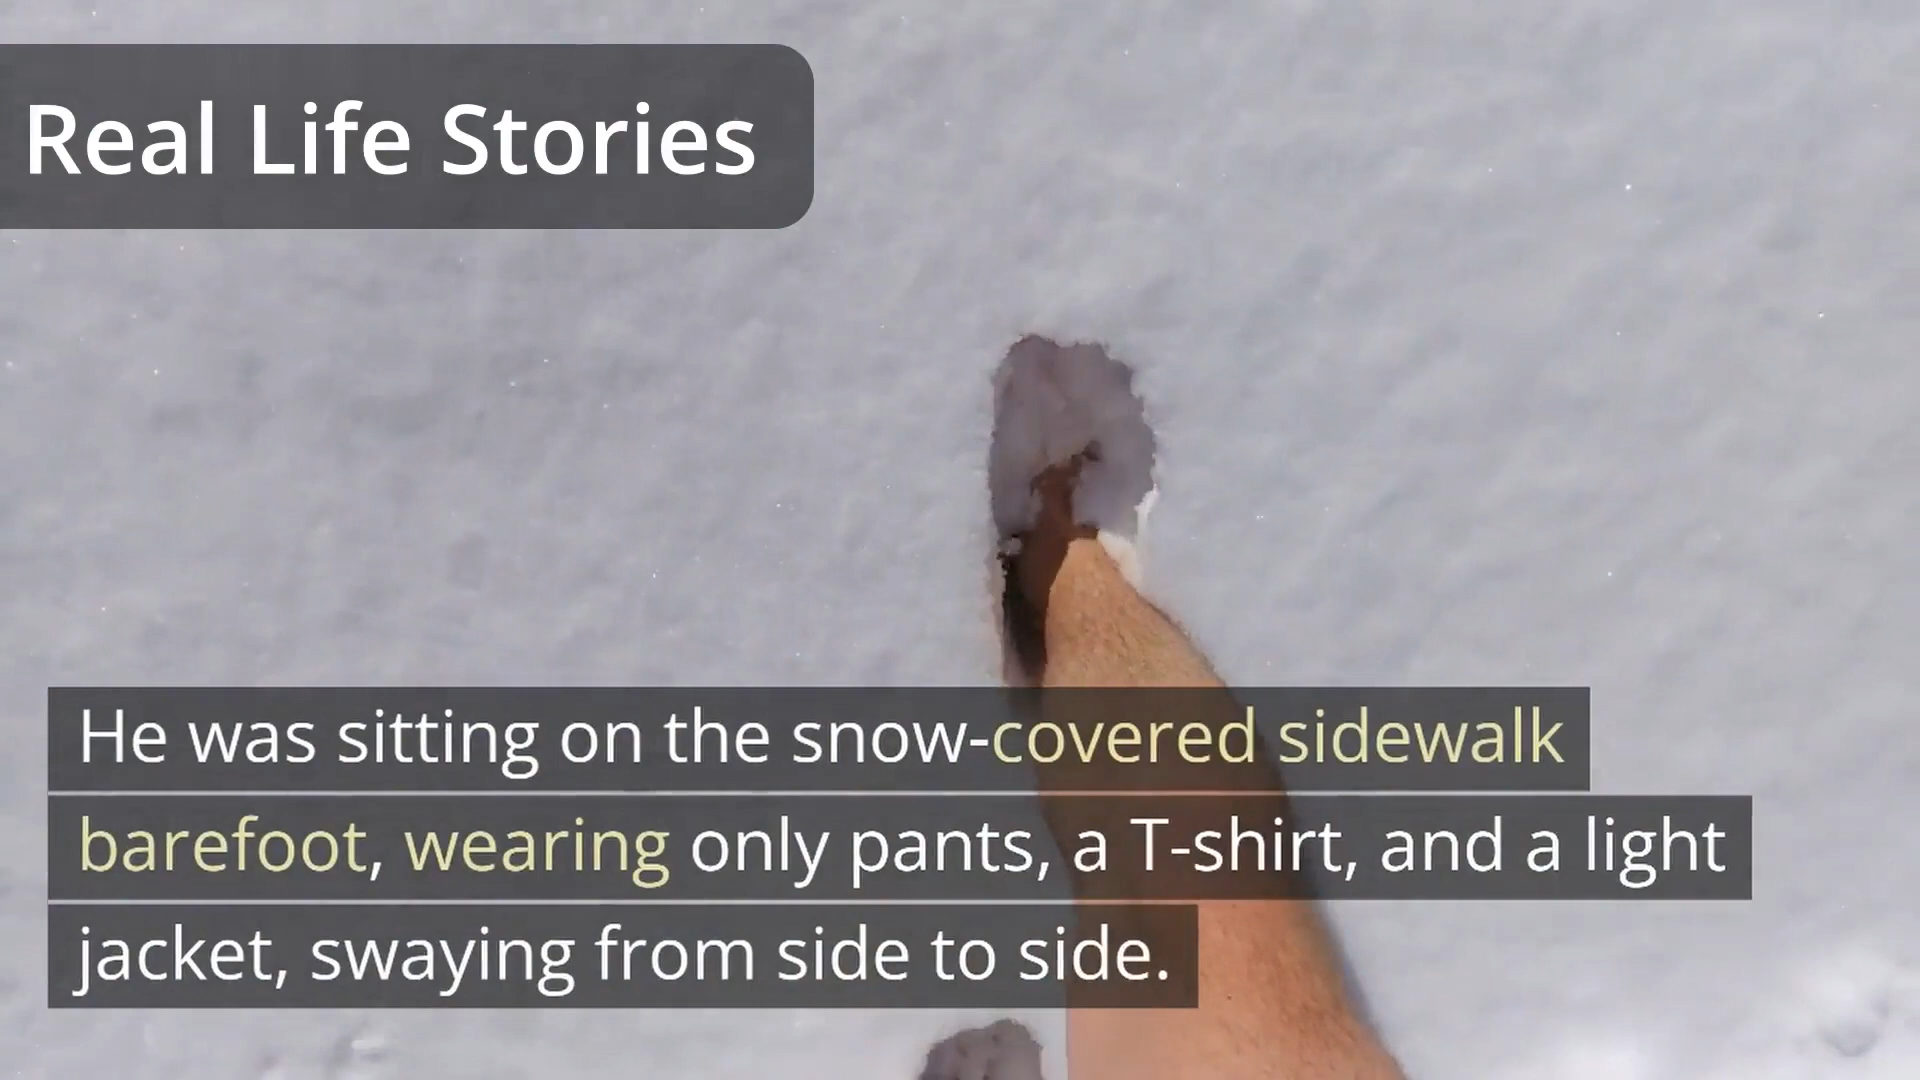 Real Life Stories
He was sitting on the snow-covered sidewalk
barefoot, wearing only pants, a T-shirt, and a light
jacket, swaying from side to side.